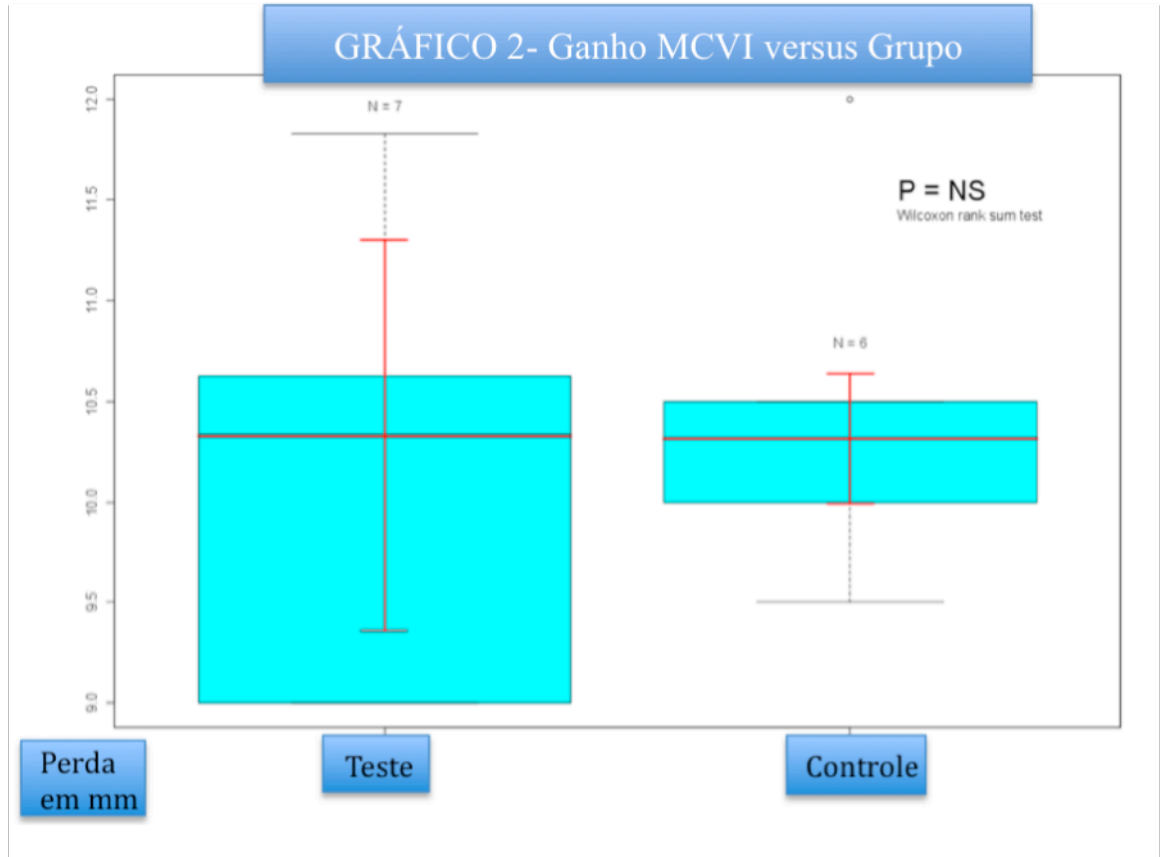 GRÁFICO 2- Ganho MCVI versus Grupo
12.0
11.5
11.0
10.5
10.0
9.5
9.0
N = 7
P = NS
Wilcoxon rank sum test
N = 6
Perda
em mm
Teste
Controle